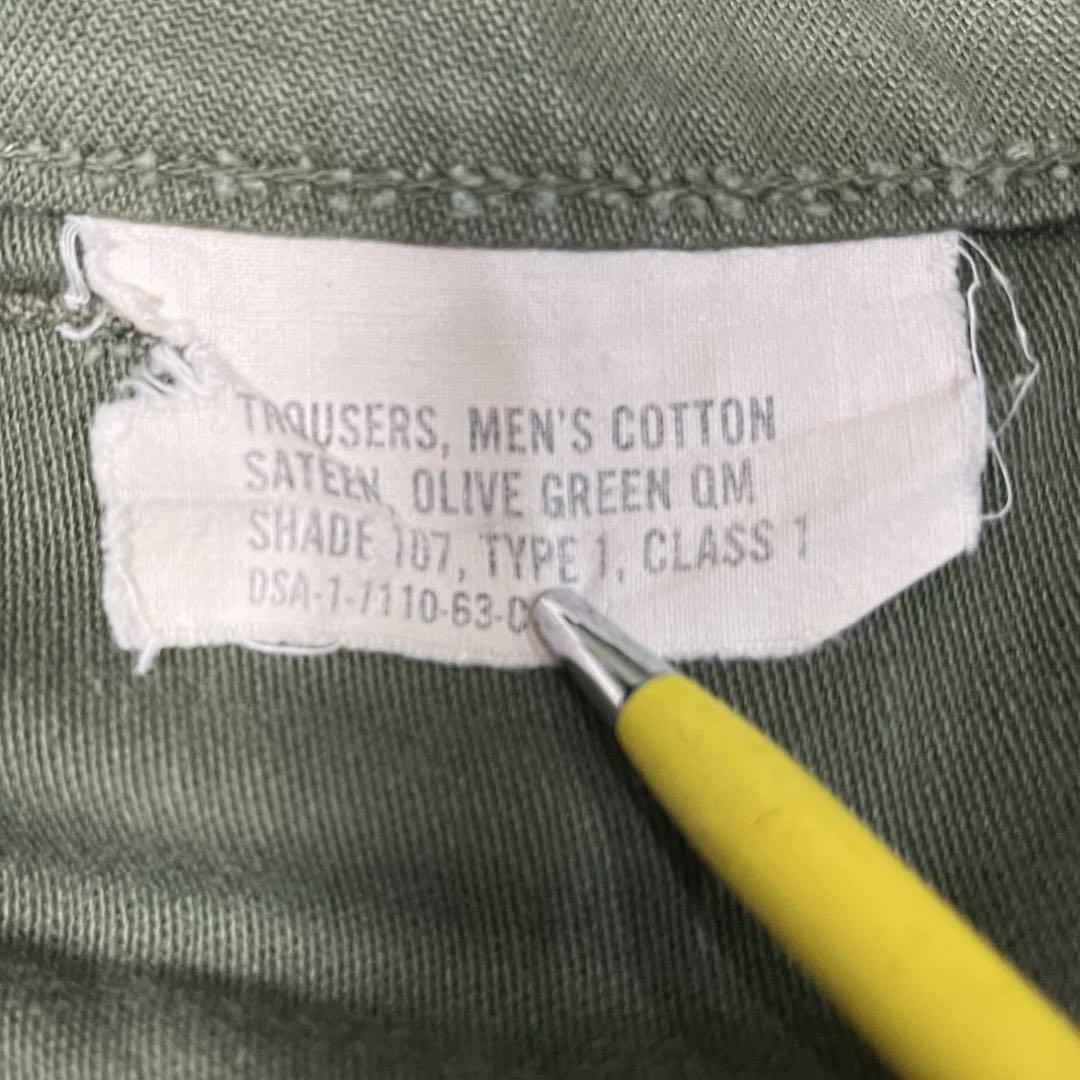 TROUSERS, MEN'S COTTON
SATEEN, OLIVE GREEN QM
SHADE 107, TYPE 1, CLASS 1
DSA-1-7110-63-C